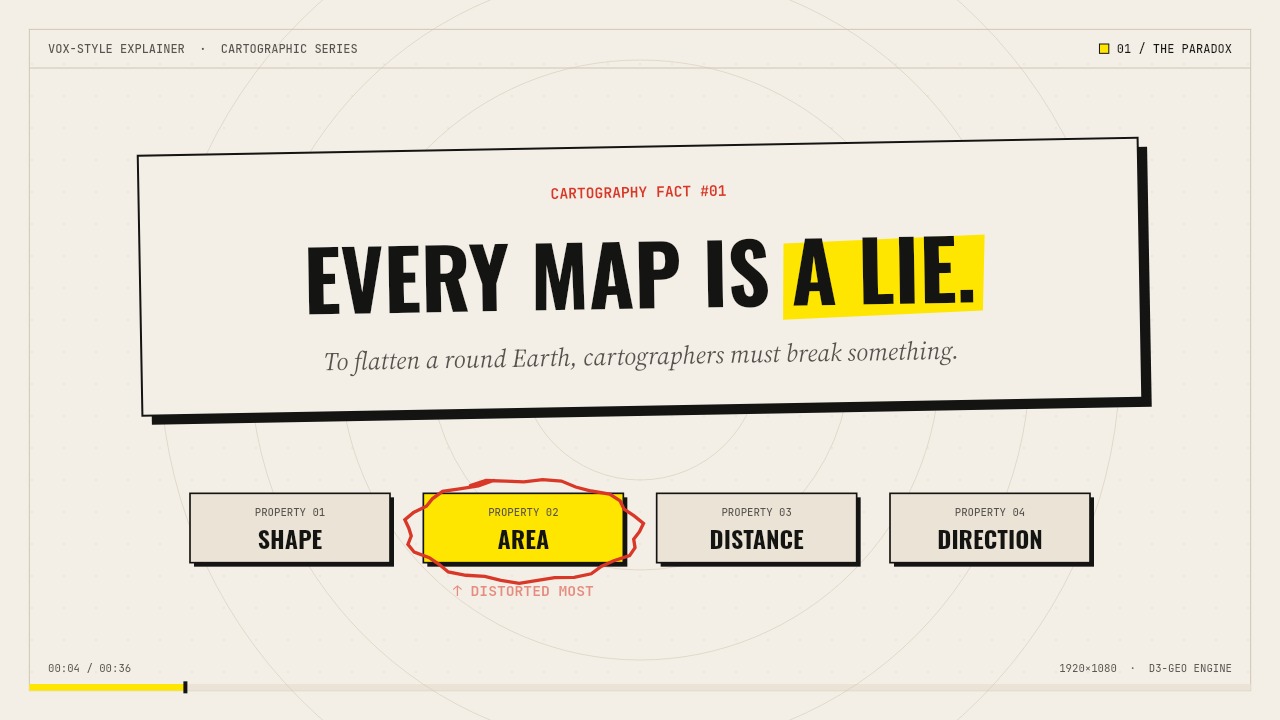 VOX-STYLE EXPLAINER · CARTOGRAPHIC SERIES
01 / THE PARADOX
CARTOGRAPHY FACT #01
EVERY MAP IS A LIE.
To flatten a round Earth, cartographers must break something.
PROPERTY 01
SHAPE
PROPERTY 02
AREA
↑ DISTORTED MOST
PROPERTY 03
DISTANCE
PROPERTY 04
DIRECTION
00:04 / 00:36
1920×1080 · D3-GEO ENGINE